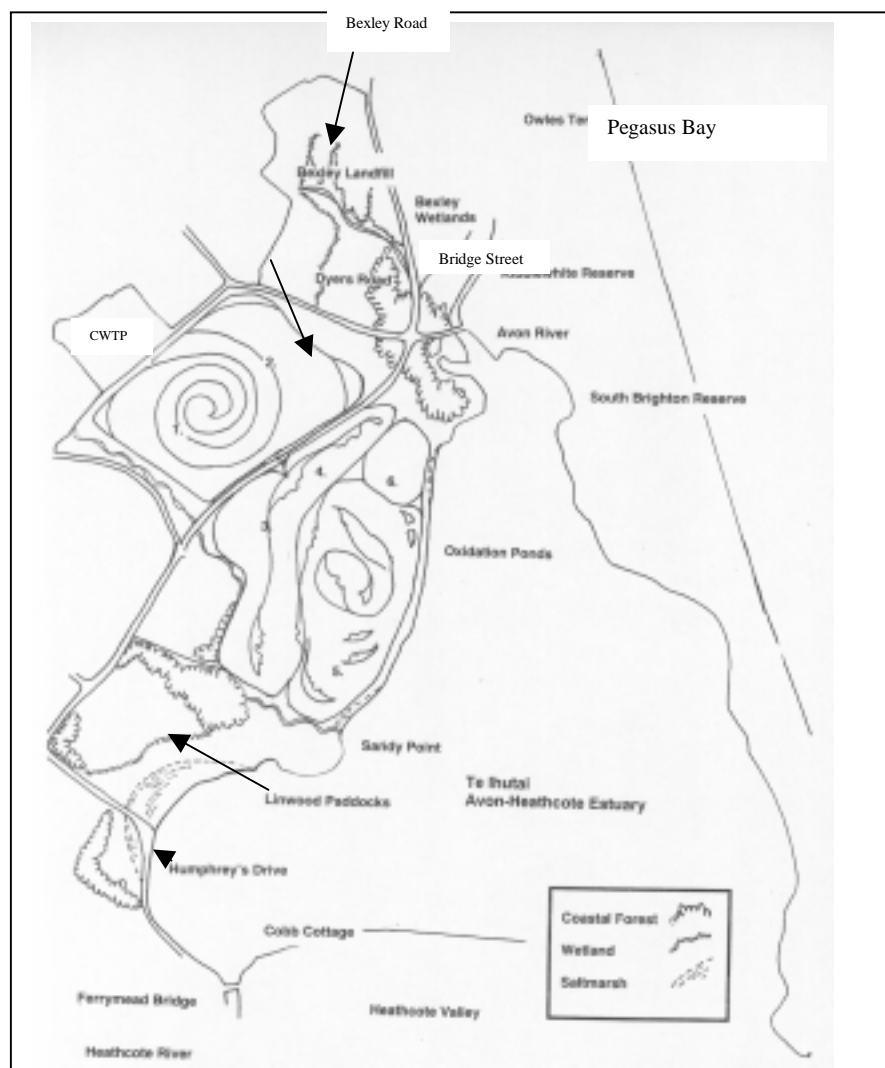 Bexley Road
Owles Ter
Pegasus Bay
Bexley Landfill
Bexley
Wetlands
Bridge Street
Dyers Road
Reserve
CWTP
Avon River
South Brighton Reserve
1.
4.
6.
3.
Oxidation Ponds
5.
Sandy Point
Te Ihutai
Avon-Heathcote Estuary
Linwood Paddocks
Humphrey's Drive
Coastal Forest
Cobb Cottage
Wetland
Saltmarsh
Ferrymead Bridge
Heathcote Valley
Heathcote River